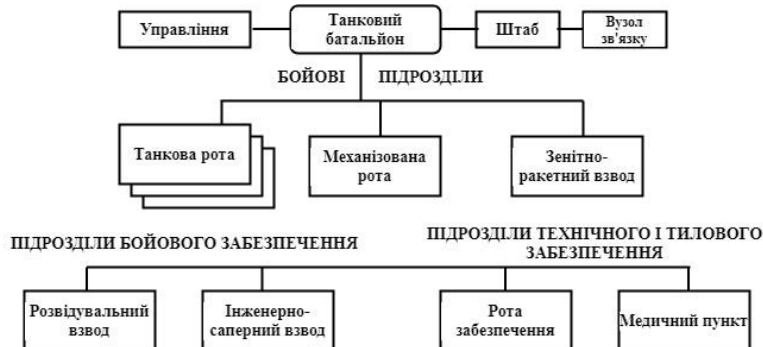 Управління
Танковий
батальйон
Штаб
Вузол
зв'язку
БОЙОВІ ПІДРОЗДІЛИ
Танкова рота
Механізована
рота
Зенітно-
ракетний взвод
ПІДРОЗДІЛИ БОЙОВОГО ЗАБЕЗПЕЧЕННЯ
ПІДРОЗДІЛИ ТЕХНІЧНОГО І ТИЛОВОГО
ЗАБЕЗПЕЧЕННЯ
Розвідувальний
взвод
Інженерно-
саперний взвод
Рота
забезпечення
Медичний пункт